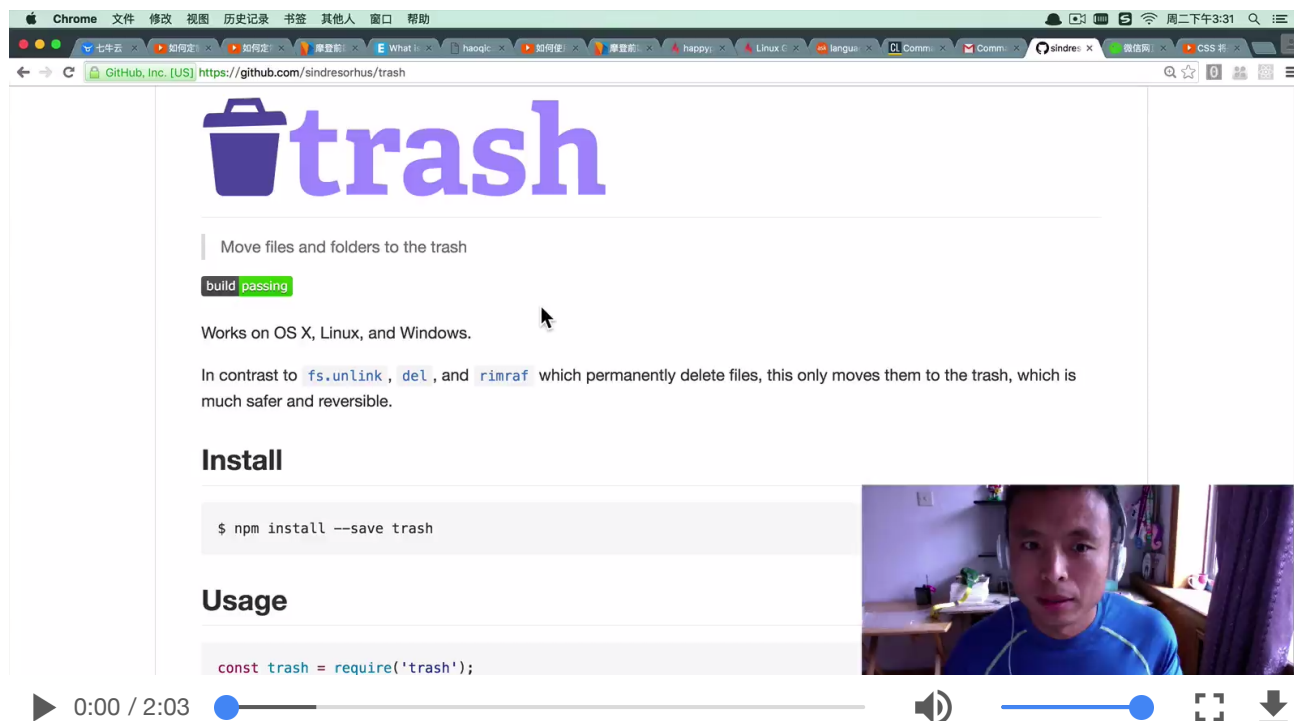 Chrome 文件 修改 视图 历史记录 书签 其他人 窗口 帮助 周二下午3:31
七牛云 如何定 如何定 摩登前 What i haoqic 如何使 摩登前 happy Linux C langua Comm Comm sindres 微信网 CSS 将
GitHub, Inc. [US] https://github.com/sindresorhus/trash
trash
Move files and folders to the trash
build passing
Works on OS X, Linux, and Windows.
In contrast to fs.unlink , del , and rimraf which permanently delete files, this only moves them to the trash, which is
much safer and reversible.
Install
$ npm install --save trash
Usage
const trash = require('trash');
0:00 / 2:03